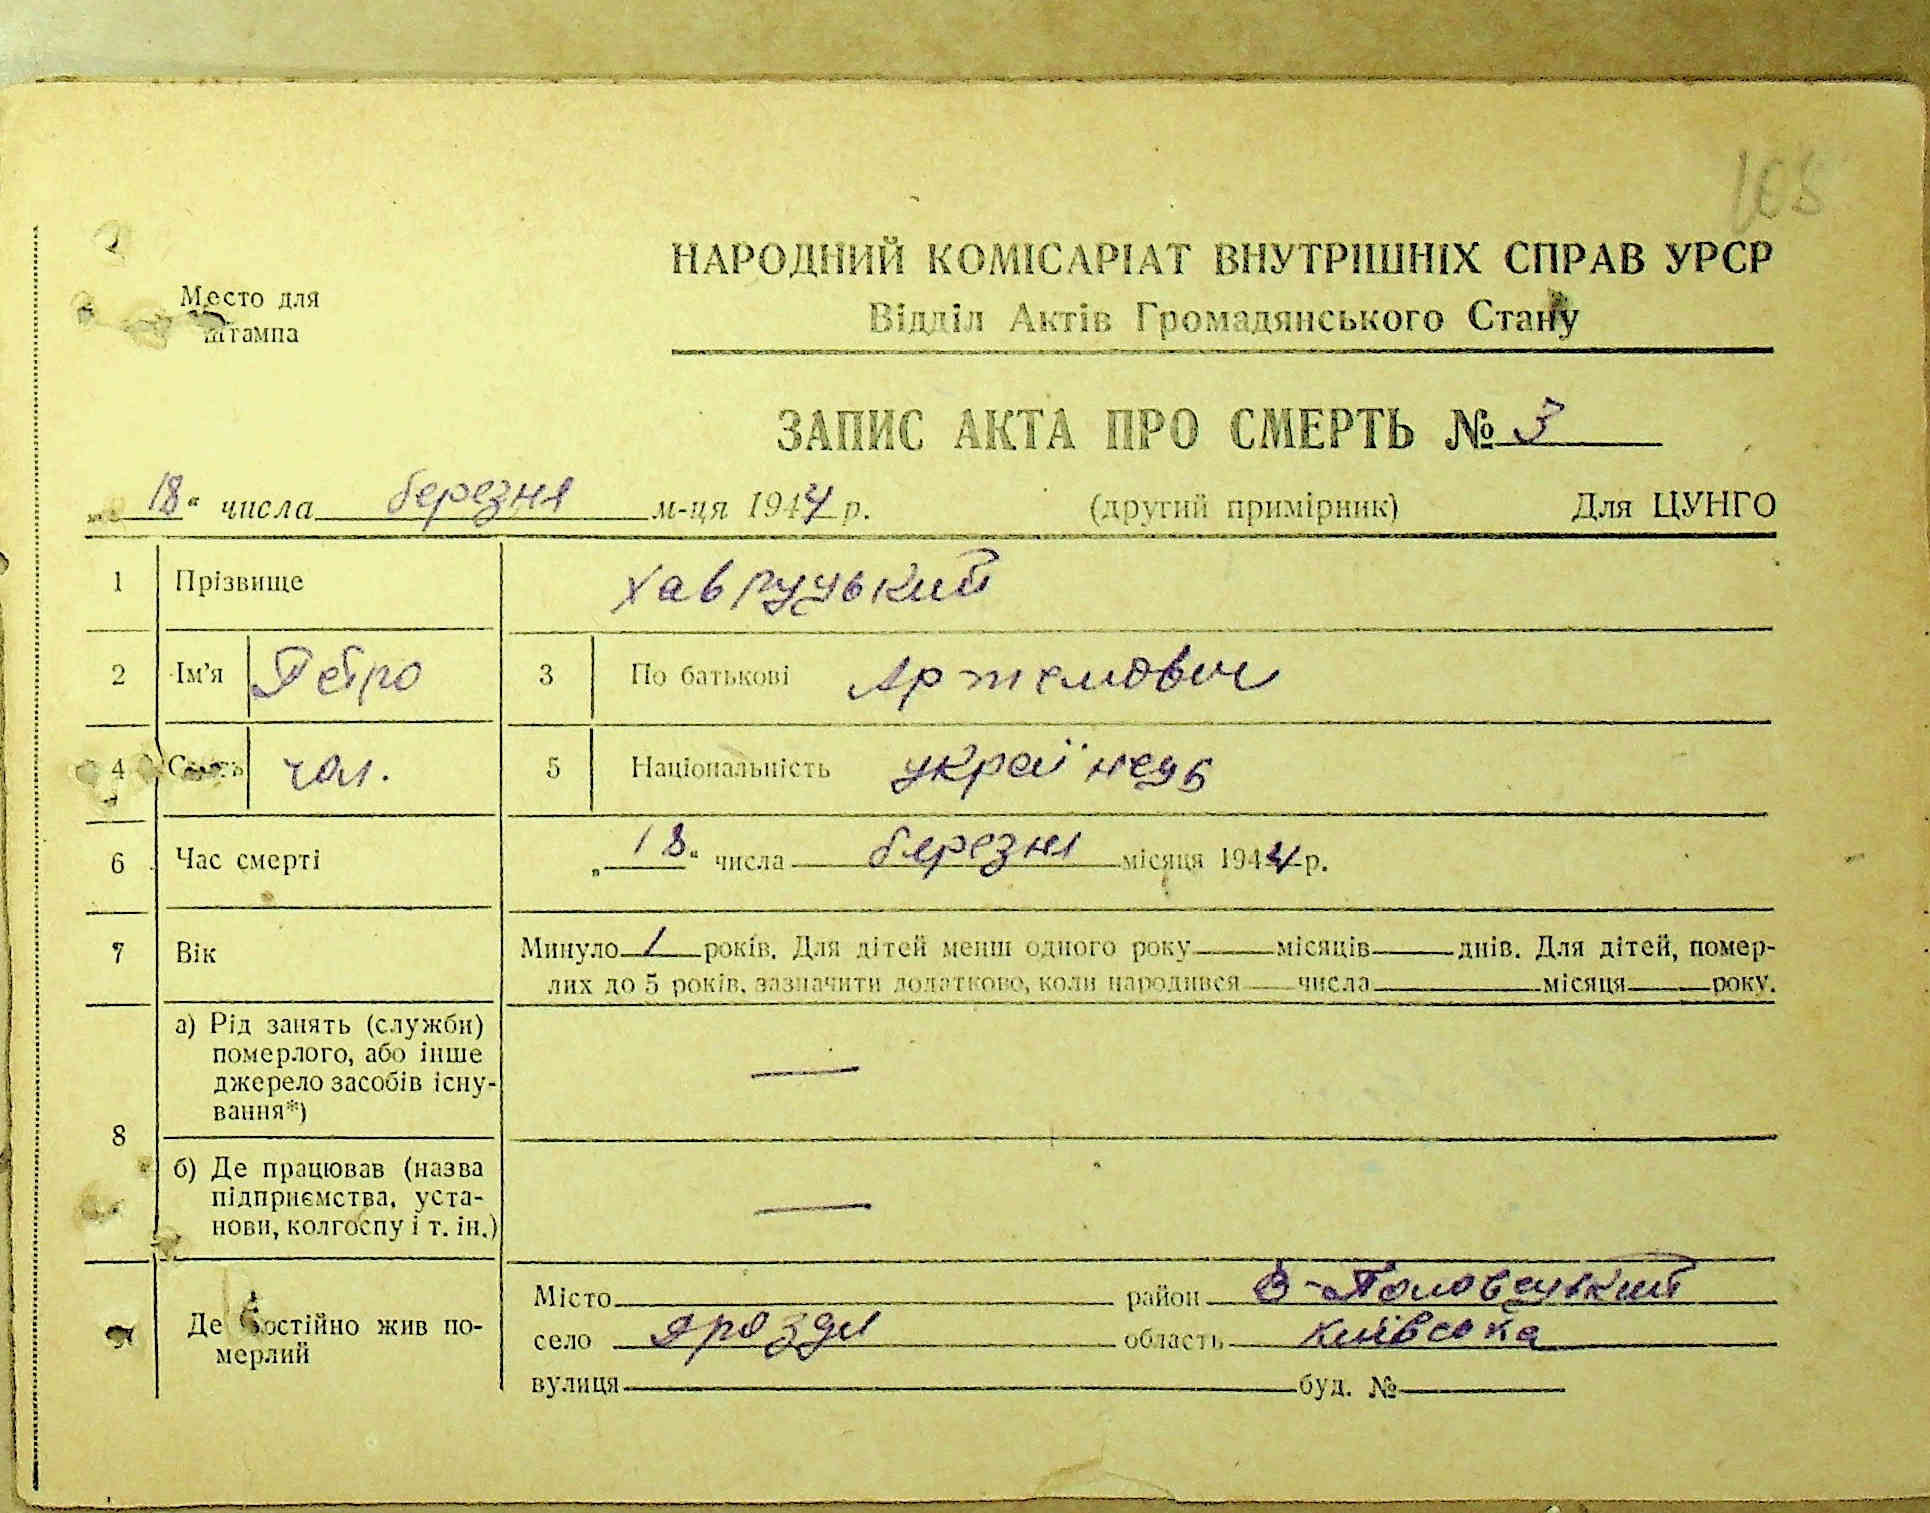 105
НАРОДНИЙ КОМІСАРІАТ ВНУТРІШНІХ СПРАВ УРСР
Место для
штампа
Відділ Актів Громадянського Стану
ЗАПИС АКТА ПРО СМЕРТЬ № 3
„18“ числа березня м-ця 1944 р. (другий примірник) Для ЦУНГО
1 Прізвище Хавруцький
2 Ім'я Петро 3 По батькові Артемович
4 Стать чол. 5 Національність українець
6 Час смерті „18“ числа березня місяця 1944 р.
7 Вік Минуло 1 років. Для дітей менш одного року місяців днів. Для дітей, помер-
лих до 5 років, зазначити додатково, коли народився числа місяця року.
8 а) Рід занять (служби)
померлого, або інше
джерело засобів існу-
вання*) —
б) Де працював (назва
підприємства, уста-
нови, колгоспу і т. ін.) —
Де постійно жив по-
мерлий
Місто район В-Половецький
село Дрозди область Київська
вулиця буд. №